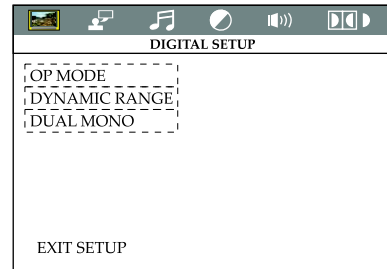 DIGITAL SETUP
OP MODE
DYNAMIC RANGE
DUAL MONO
EXIT SETUP